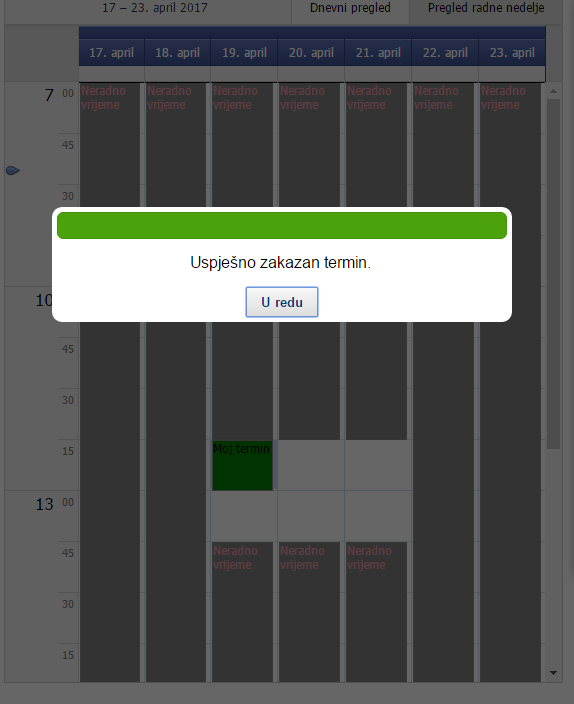 17 – 23. april 2017 Dnevni pregled Pregled radne nedelje
17. april 18. april 19. april 20. april 21. april 22. april 23. april
7 00 Neradno Neradno Neradno Neradno Neradno Neradno Neradno
vrijeme vrijeme vrijeme vrijeme vrijeme vrijeme vrijeme
45
30
Uspješno zakazan termin.
U redu
10
45
30
15 Moj termin
13 00
45 Neradno Neradno Neradno
vrijeme vrijeme vrijeme
30
15